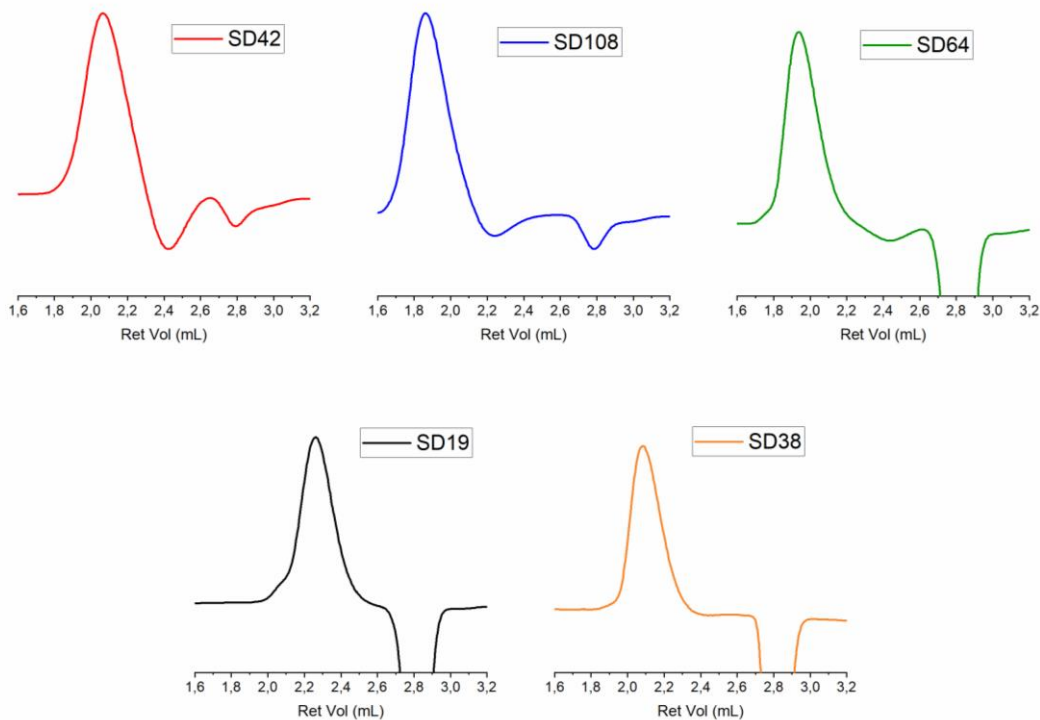 SD42
SD108
SD64
1,6 1,8 2,0 2,2 2,4 2,6 2,8 3,0 3,2
Ret Vol (mL)
1,6 1,8 2,0 2,2 2,4 2,6 2,8 3,0 3,2
Ret Vol (mL)
1,6 1,8 2,0 2,2 2,4 2,6 2,8 3,0 3,2
Ret Vol (mL)
SD19
SD38
1,6 1,8 2,0 2,2 2,4 2,6 2,8 3,0 3,2
Ret Vol (mL)
1,6 1,8 2,0 2,2 2,4 2,6 2,8 3,0 3,2
Ret Vol (mL)